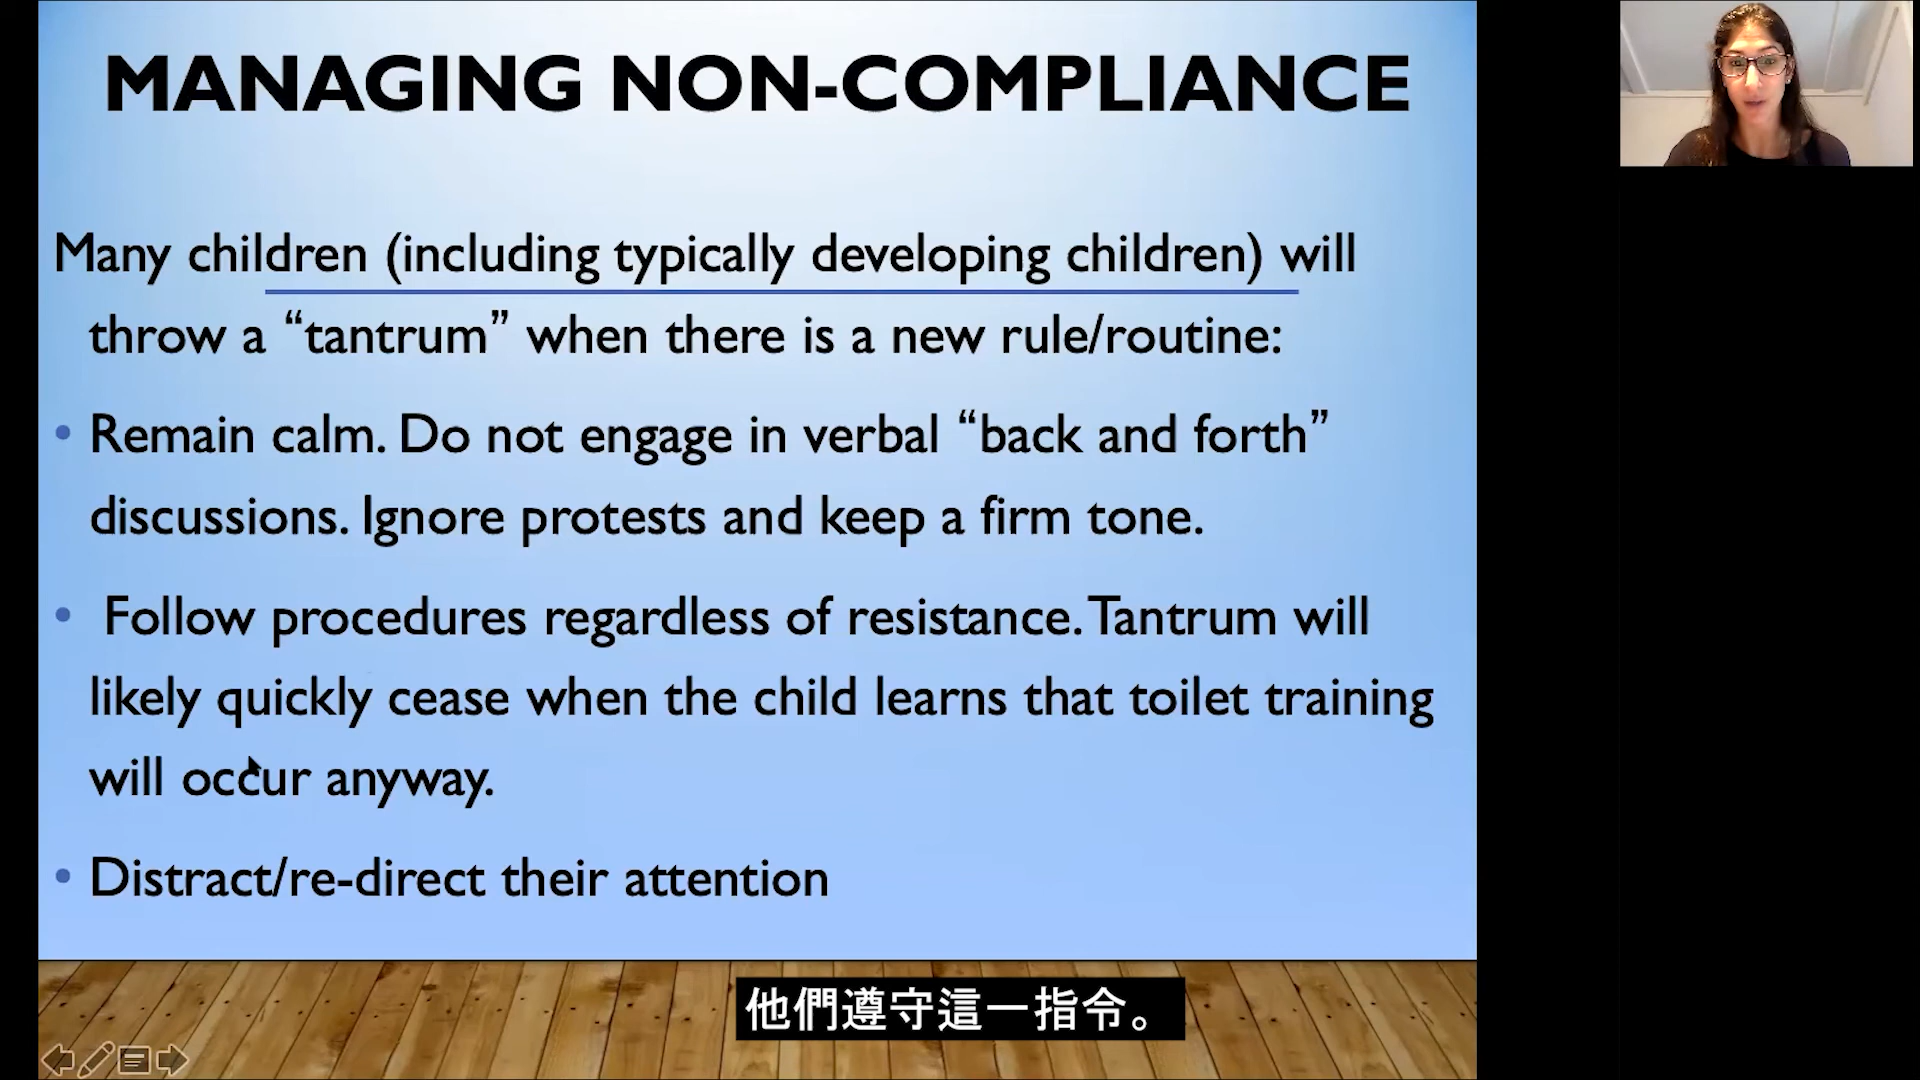 MANAGING NON-COMPLIANCE
Many children (including typically developing children) will
throw a “tantrum” when there is a new rule/routine:
• Remain calm. Do not engage in verbal “back and forth”
discussions. Ignore protests and keep a firm tone.
• Follow procedures regardless of resistance. Tantrum will
likely quickly cease when the child learns that toilet training
will occur anyway.
• Distract/re-direct their attention
他們遵守這一指令。